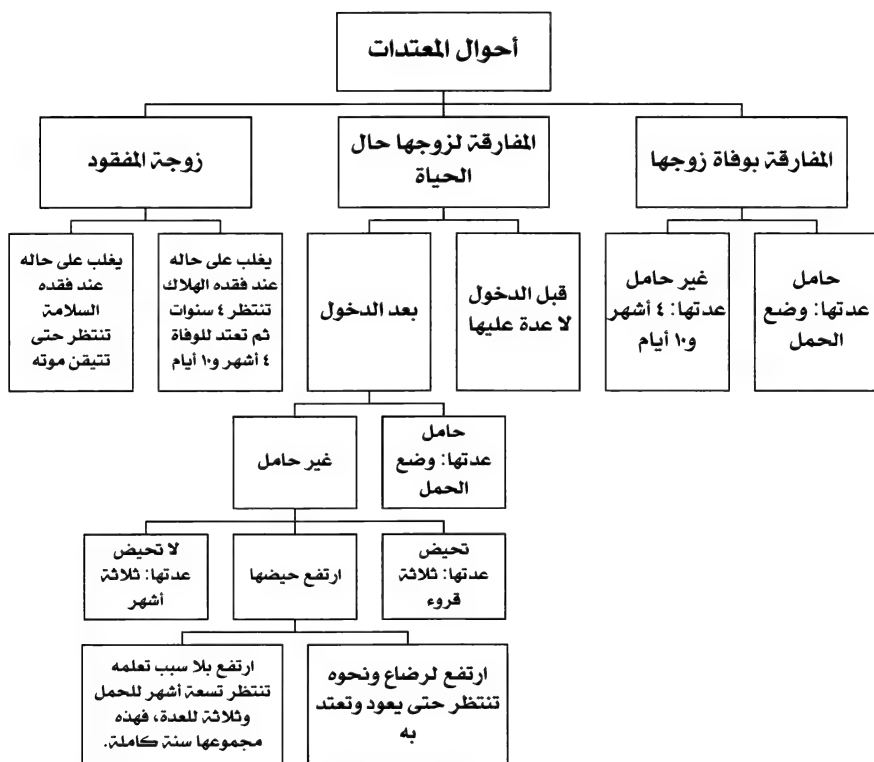 أحوال المعتدات
المفارقة بوفاة زوجها
المفارقة لزوجها حال
الحياة
زوجة المفقود
حامل
عدتها: وضع
الحمل
غير حامل
عدتها: ٤ أشهر
و١٠ أيام
قبل الدخول
لا عدة عليها
بعد الدخول
يغلب على حاله
عند فقده الهلاك
تنتظر ٤ سنوات
ثم تعتد للوفاة
٤ أشهر و١٠ أيام
يغلب على حاله
عند فقده
السلامة
تنتظر حتى
تتيقن موته
حامل
عدتها: وضع
الحمل
غير حامل
تحيض
عدتها: ثلاثة
قروء
ارتفع حيضها
لا تحيض
عدتها: ثلاثة
أشهر
ارتفع لرضاع ونحوه
تنتظر حتى يعود وتعتد
به
ارتفع بلا سبب تعلمه
تنتظر تسعة أشهر للحمل
وثلاثة للعدة، فهذه
مجموعها سنة كاملة.